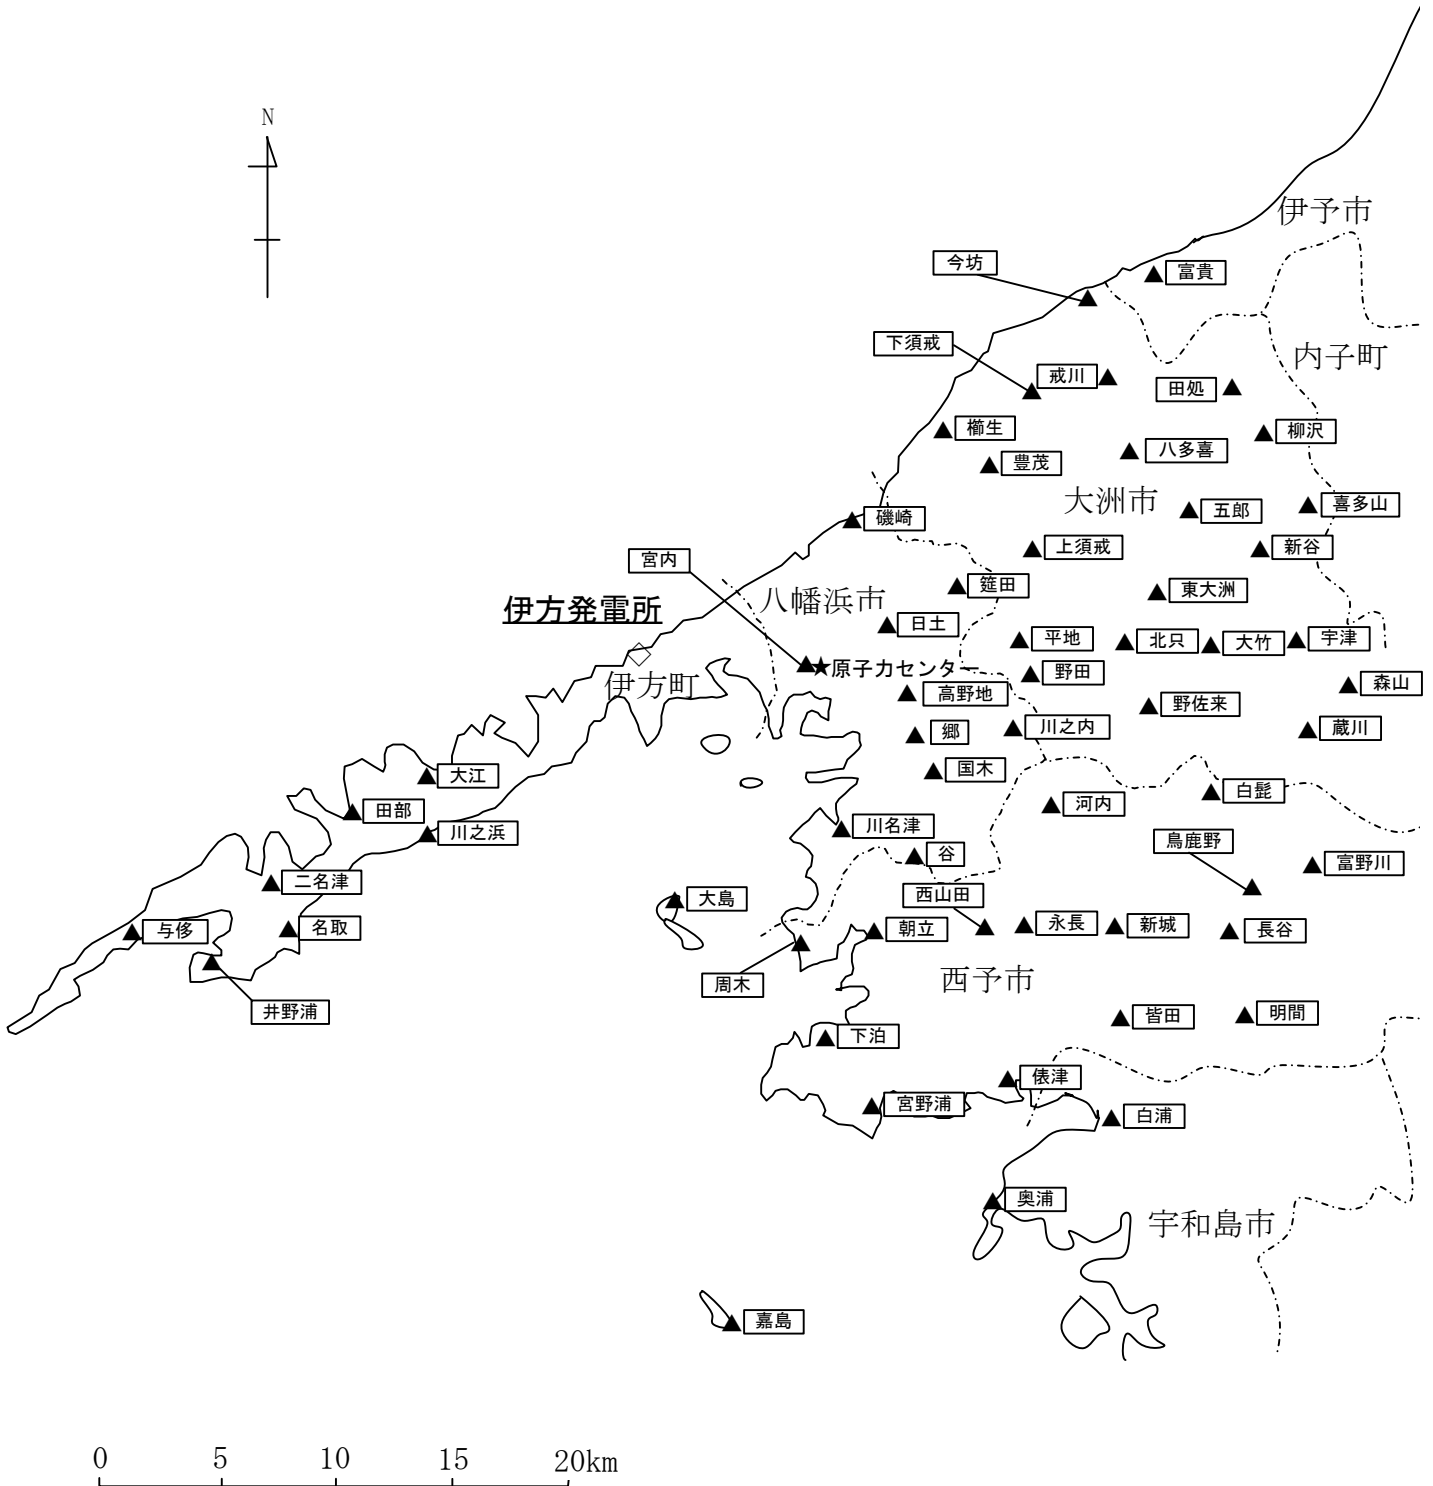 N
伊予市
今坊
富貴
下須戒
内子町
戒川
田処
櫛生
柳沢
八多喜
豊茂
大洲市
磯崎
五郎
喜多山
上須戒
新谷
宮内
筵田
東大洲
八幡浜市
伊方発電所
日土
平地
北只
大竹
宇津
★原子力センター
野田
伊方町
高野地
森山
野佐来
郷
川之内
蔵川
国木
大江
白髭
河内
田部
川名津
川之浜
鳥鹿野
谷
富野川
二名津
西山田
大島
名取
与侈
朝立
永長
新城
長谷
周木
西予市
井野浦
皆田
明間
下泊
俵津
宮野浦
白浦
奥浦
宇和島市
嘉島
0 5 10 15 20km